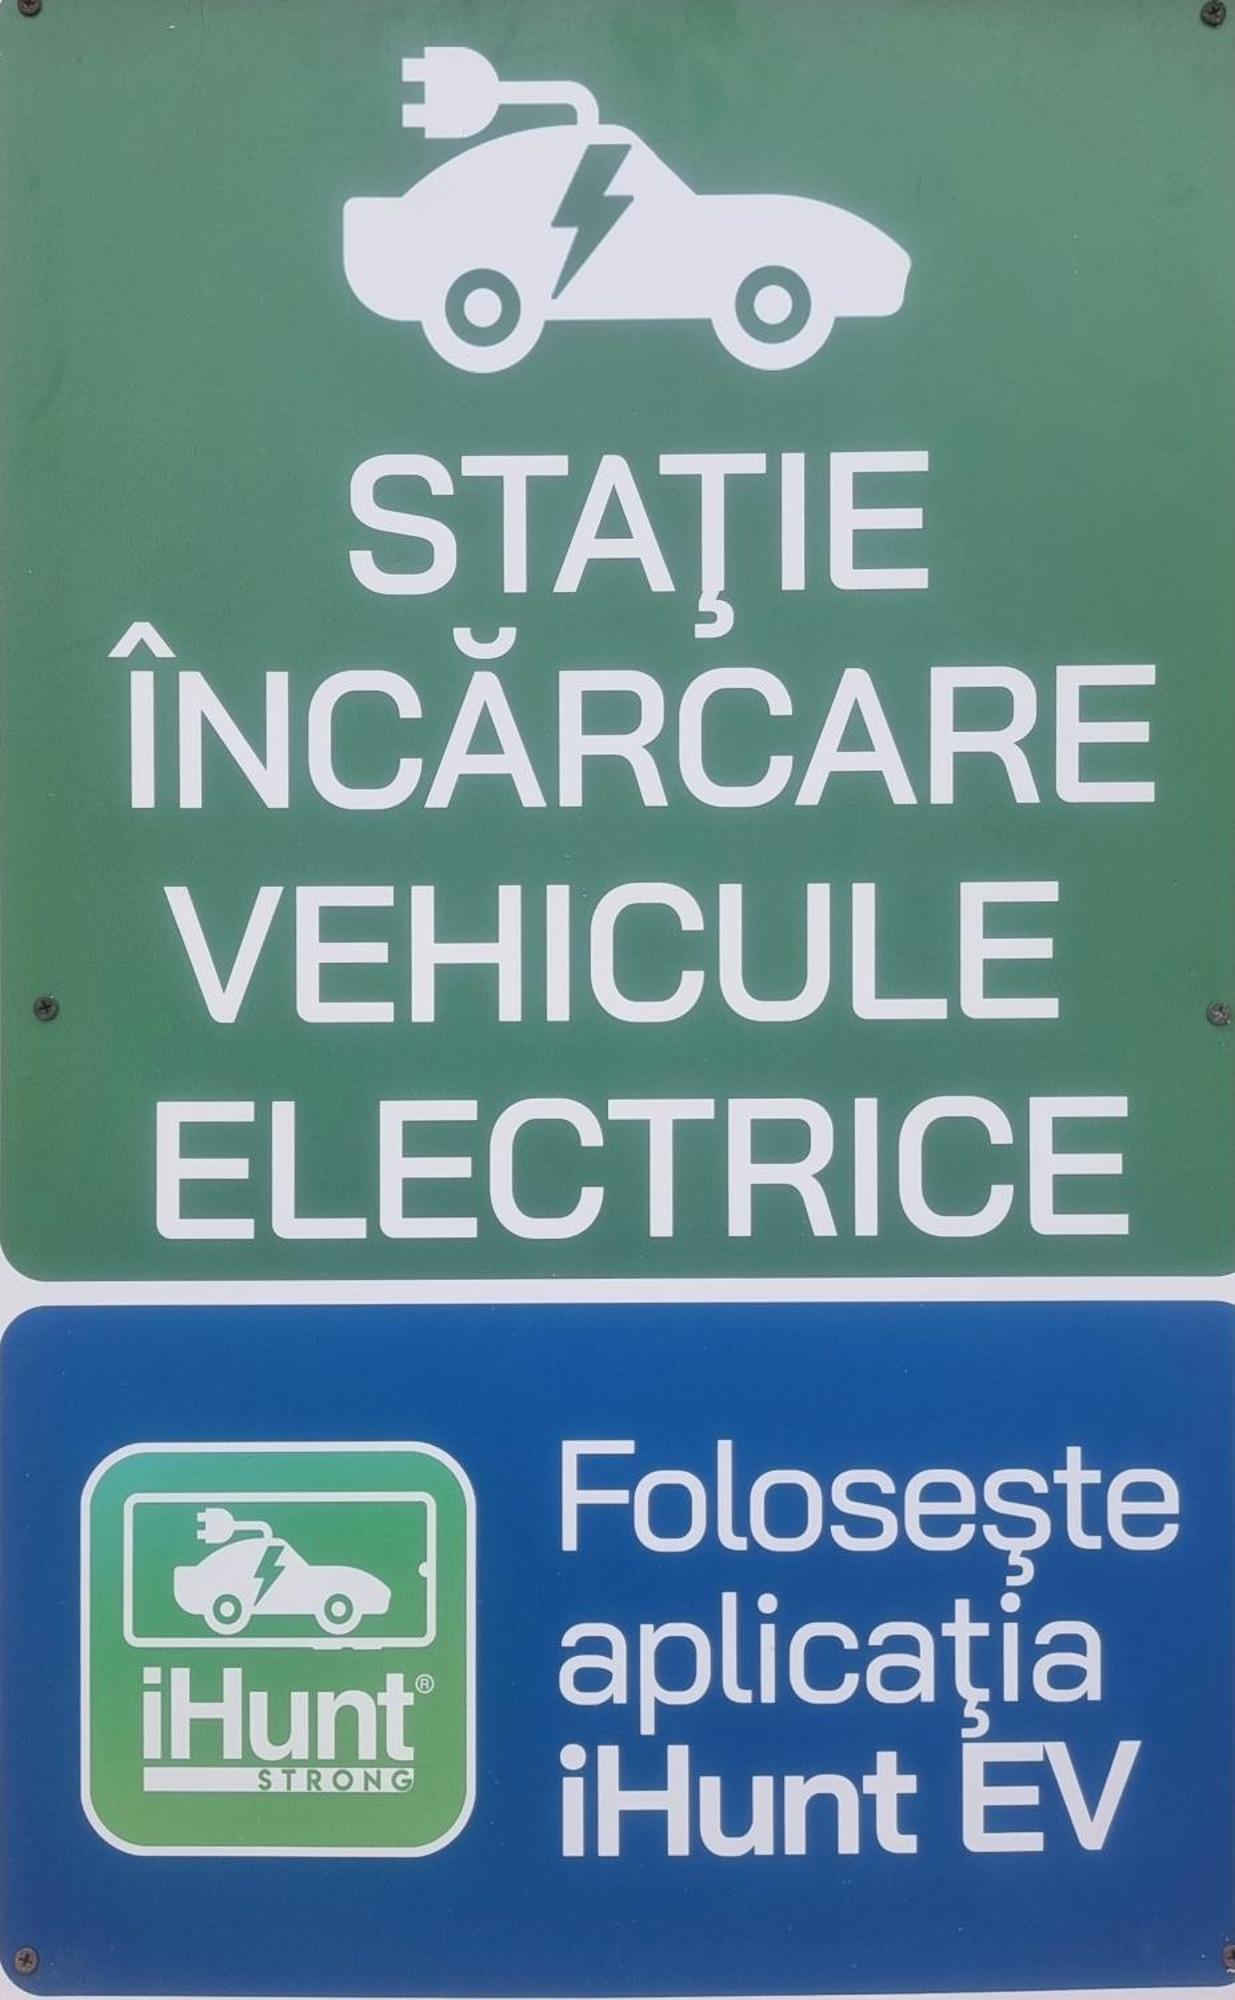 STAŢIE
ÎNCĂRCARE
VEHICULE
ELECTRICE
Foloseşte
aplicaţia
iHunt EV
iHunt®
STRONG